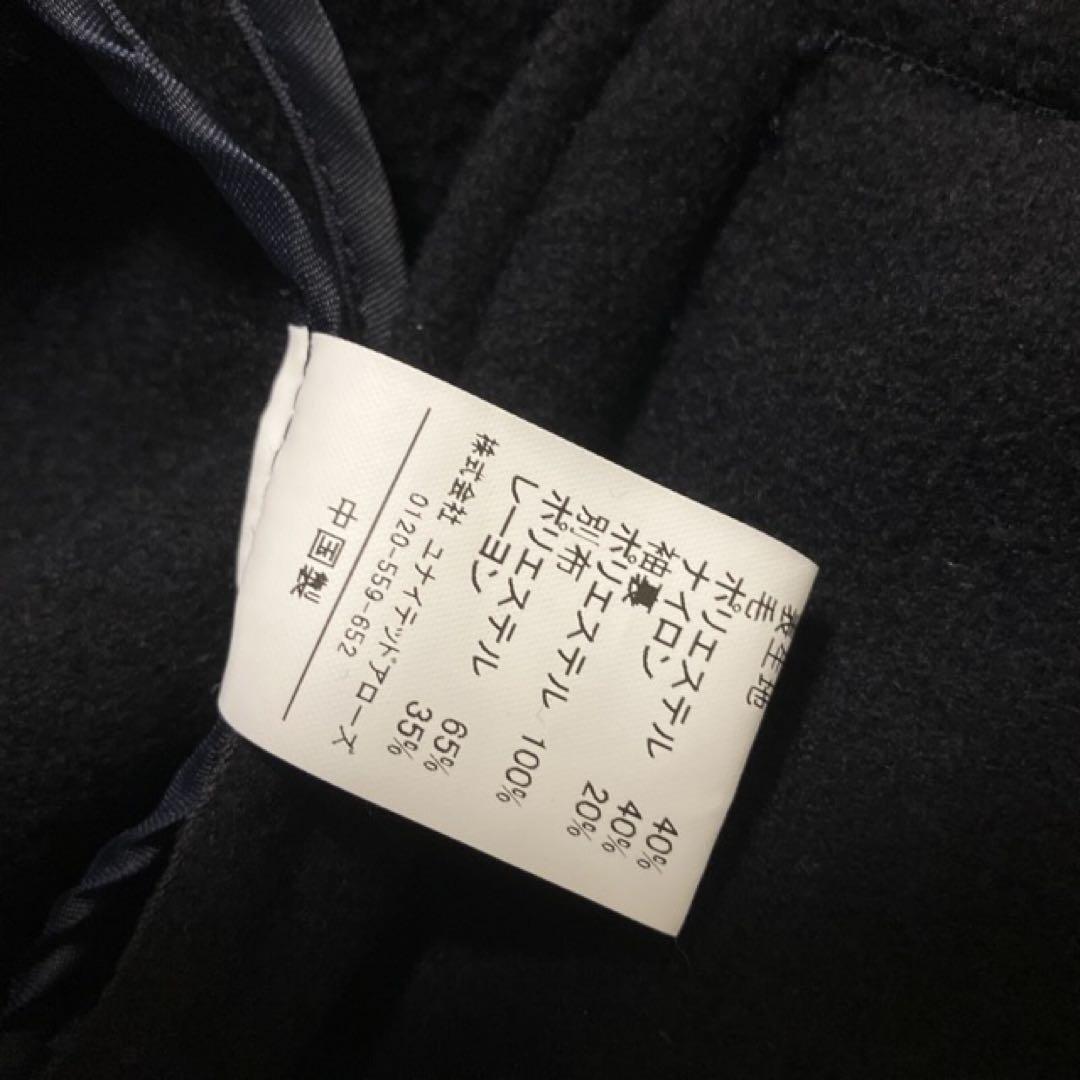 表生地
毛 40%
ポリエステル 40%
ナイロン 20%
袖裏
ポリエステル 100%
別布
ポリエステル 65%
レーヨン 35%
株式会社 ユナイテッドアローズ
0120-559-652
中国製